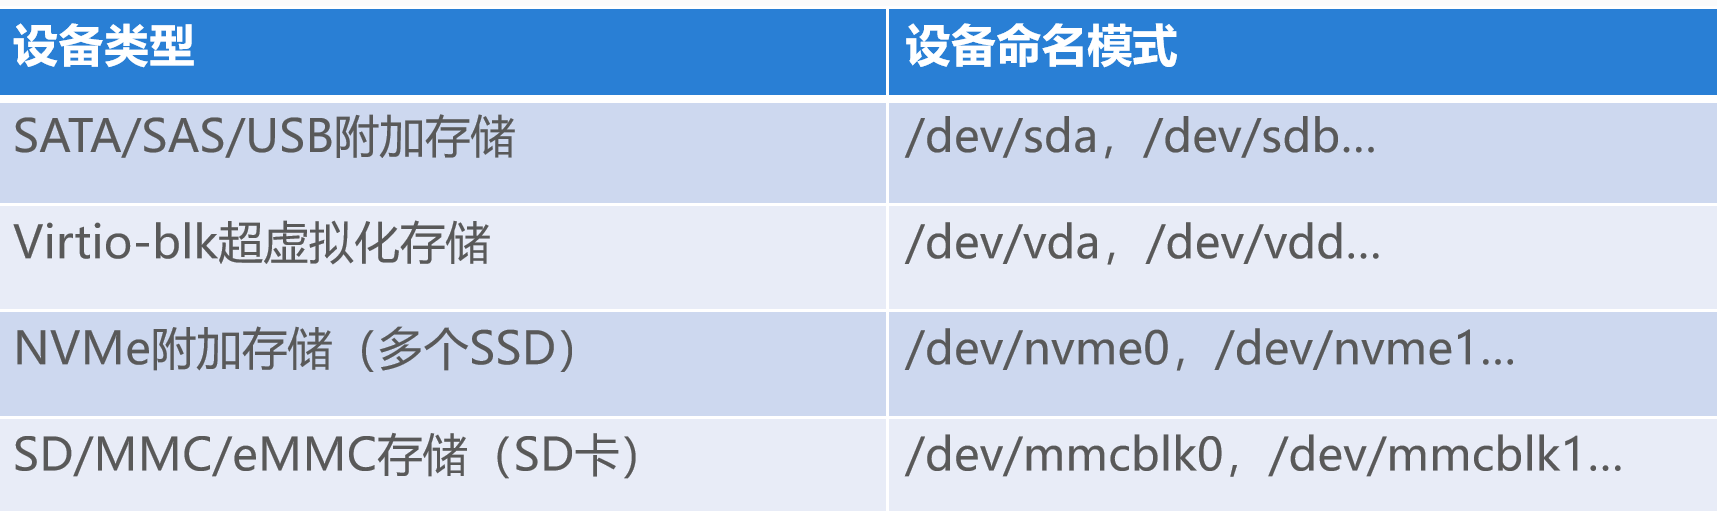 设备类型
设备命名模式
SATA/SAS/USB附加存储
/dev/sda，/dev/sdb...
Virtio-blk超虚拟化存储
/dev/vda，/dev/vdd...
NVMe附加存储（多个SSD）
/dev/nvme0，/dev/nvme1...
SD/MMC/eMMC存储（SD卡）
/dev/mmcblk0，/dev/mmcblk1...